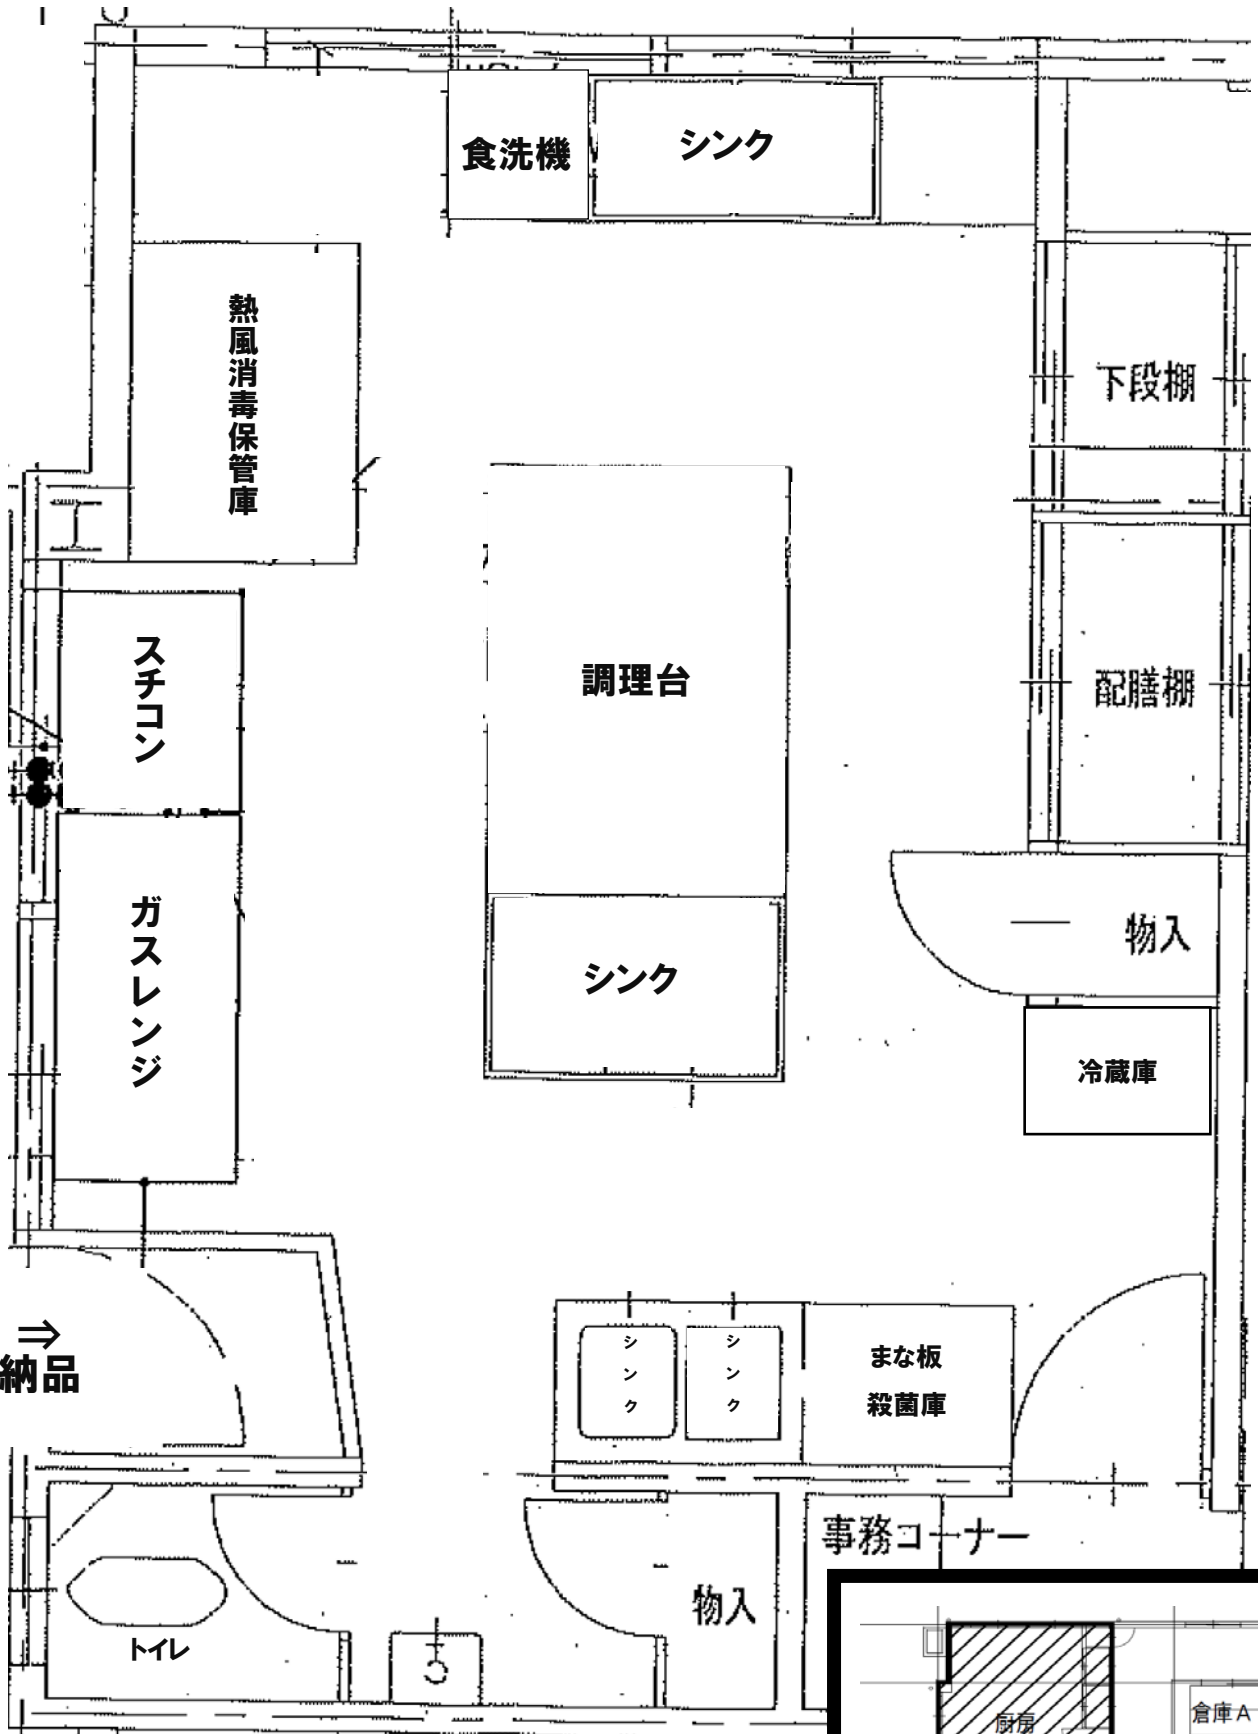 食洗機
シンク
熱風消毒保管庫
下段棚
スチコン
調理台
配膳棚
ガスレンジ
シンク
物入
冷蔵庫
⇒
納品
シンク
シンク
まな板
殺菌庫
事務コーナー
物入
トイレ
厨房
倉庫A